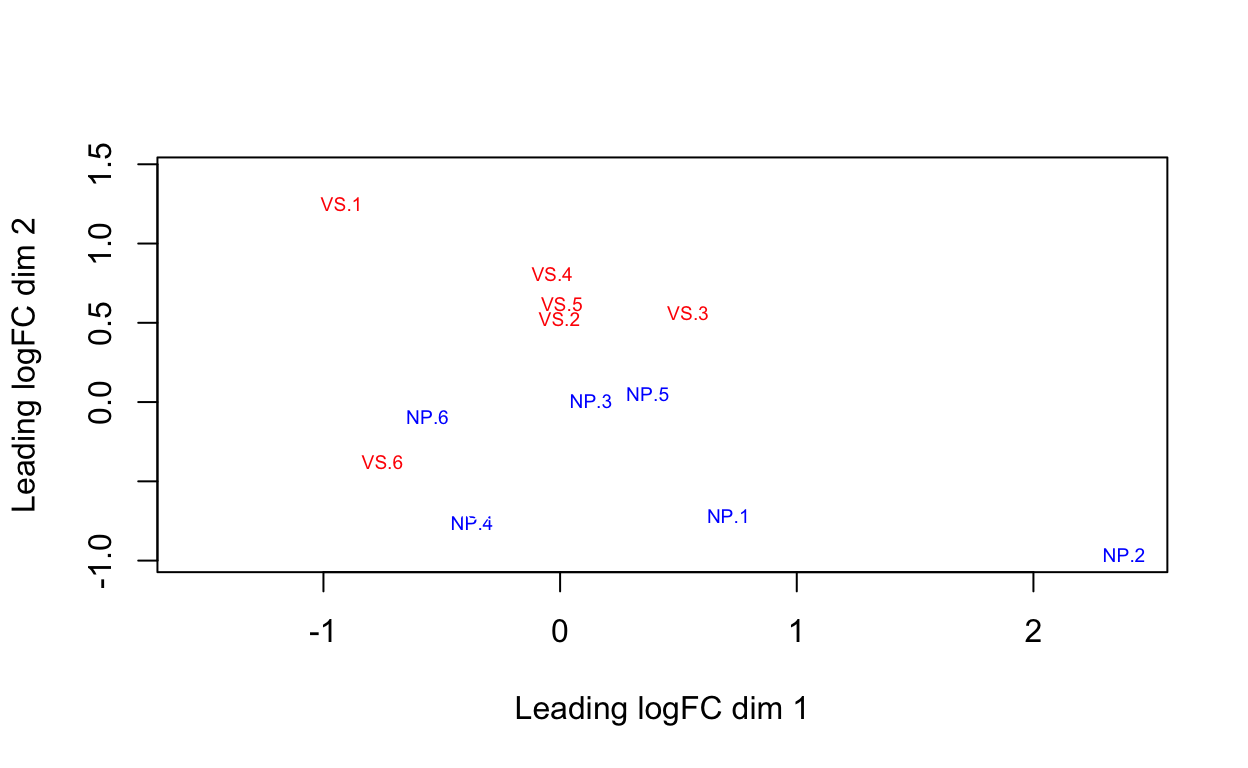 1.5
VS.1
1.0
VS.4
VS.5
VS.3
VS.2
0.5
NP.5
NP.3
0.0
NP.6
VS.6
NP.1
NP.4
NP.2
-1.0
Leading logFC dim 2
-1 0 1 2
Leading logFC dim 1